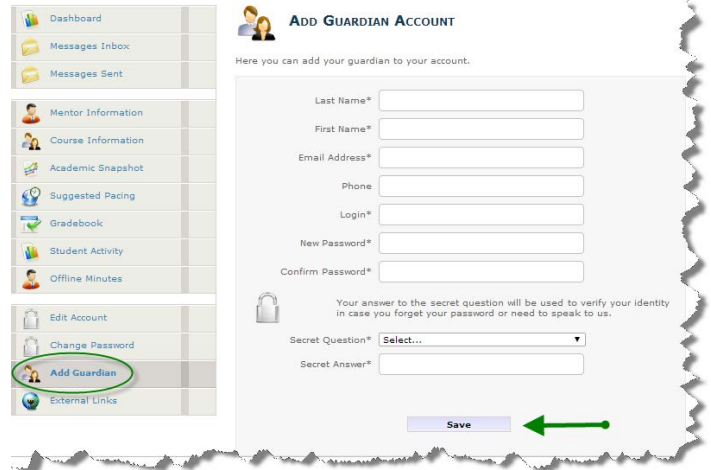 Dashboard
Messages Inbox
Messages Sent
Mentor Information
Course Information
Academic Snapshot
Suggested Pacing
Gradebook
Student Activity
Offline Minutes
Edit Account
Change Password
Add Guardian
External Links
ADD GUARDIAN ACCOUNT
Here you can add your guardian to your account.
Last Name*
First Name*
Email Address*
Phone
Login*
New Password*
Confirm Password*
Your answer to the secret question will be used to verify your identity
in case you forget your password or need to speak to us.
Secret Question* Select...
Secret Answer*
Save